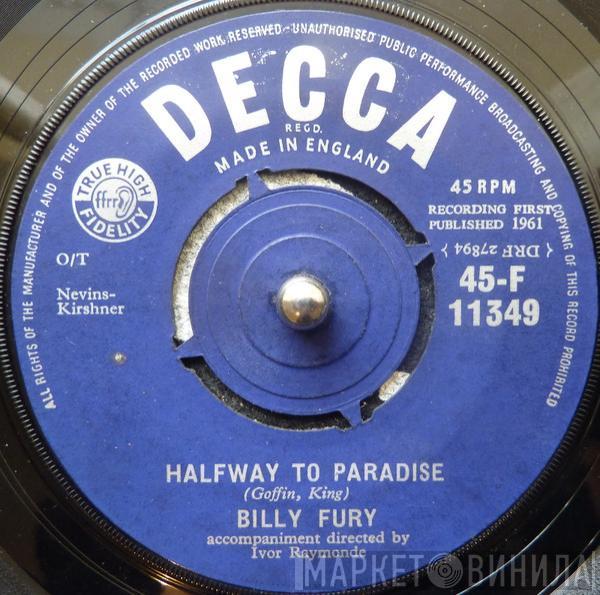 ALL RIGHTS OF THE MANUFACTURER AND OF THE OWNER OF THE RECORDED WORK RESERVED · UNAUTHORISED PUBLIC PERFORMANCE BROADCASTING AND COPYING OF THIS RECORD PROHIBITED
DECCA
REGD.
MADE IN ENGLAND
TRUE HIGH
ffrr
FIDELITY
45 RPM
RECORDING FIRST
PUBLISHED 1961
O/T
( DRF 27894 )
45-F
11349
Nevins-
Kirshner
HALFWAY TO PARADISE
(Goffin, King)
BILLY FURY
accompaniment directed by
Ivor Raymonde
МАРКЕТ ВИНИЛА